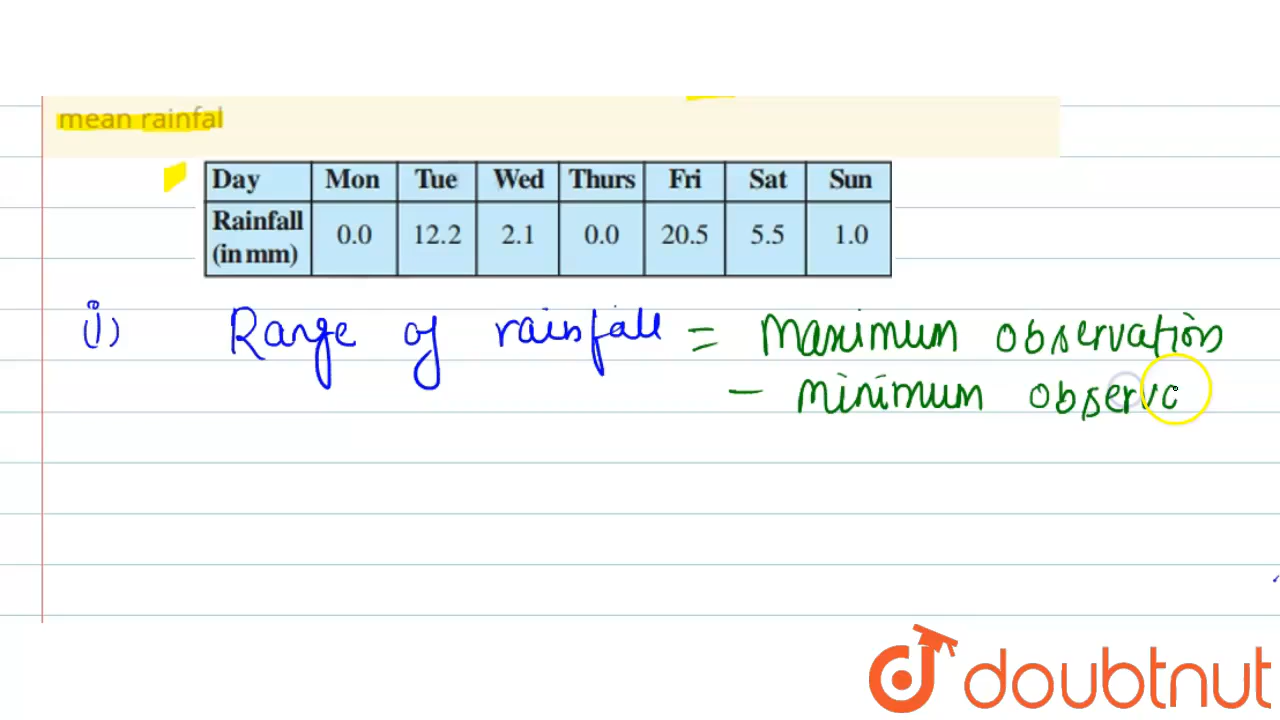 mean rainfal
Day Mon Tue Wed Thurs Fri Sat Sun
Rainfall (in mm) 0.0 12.2 2.1 0.0 20.5 5.5 1.0
(i) Range of rainfall = Maximum observation
- Minimum observa
doubtnut